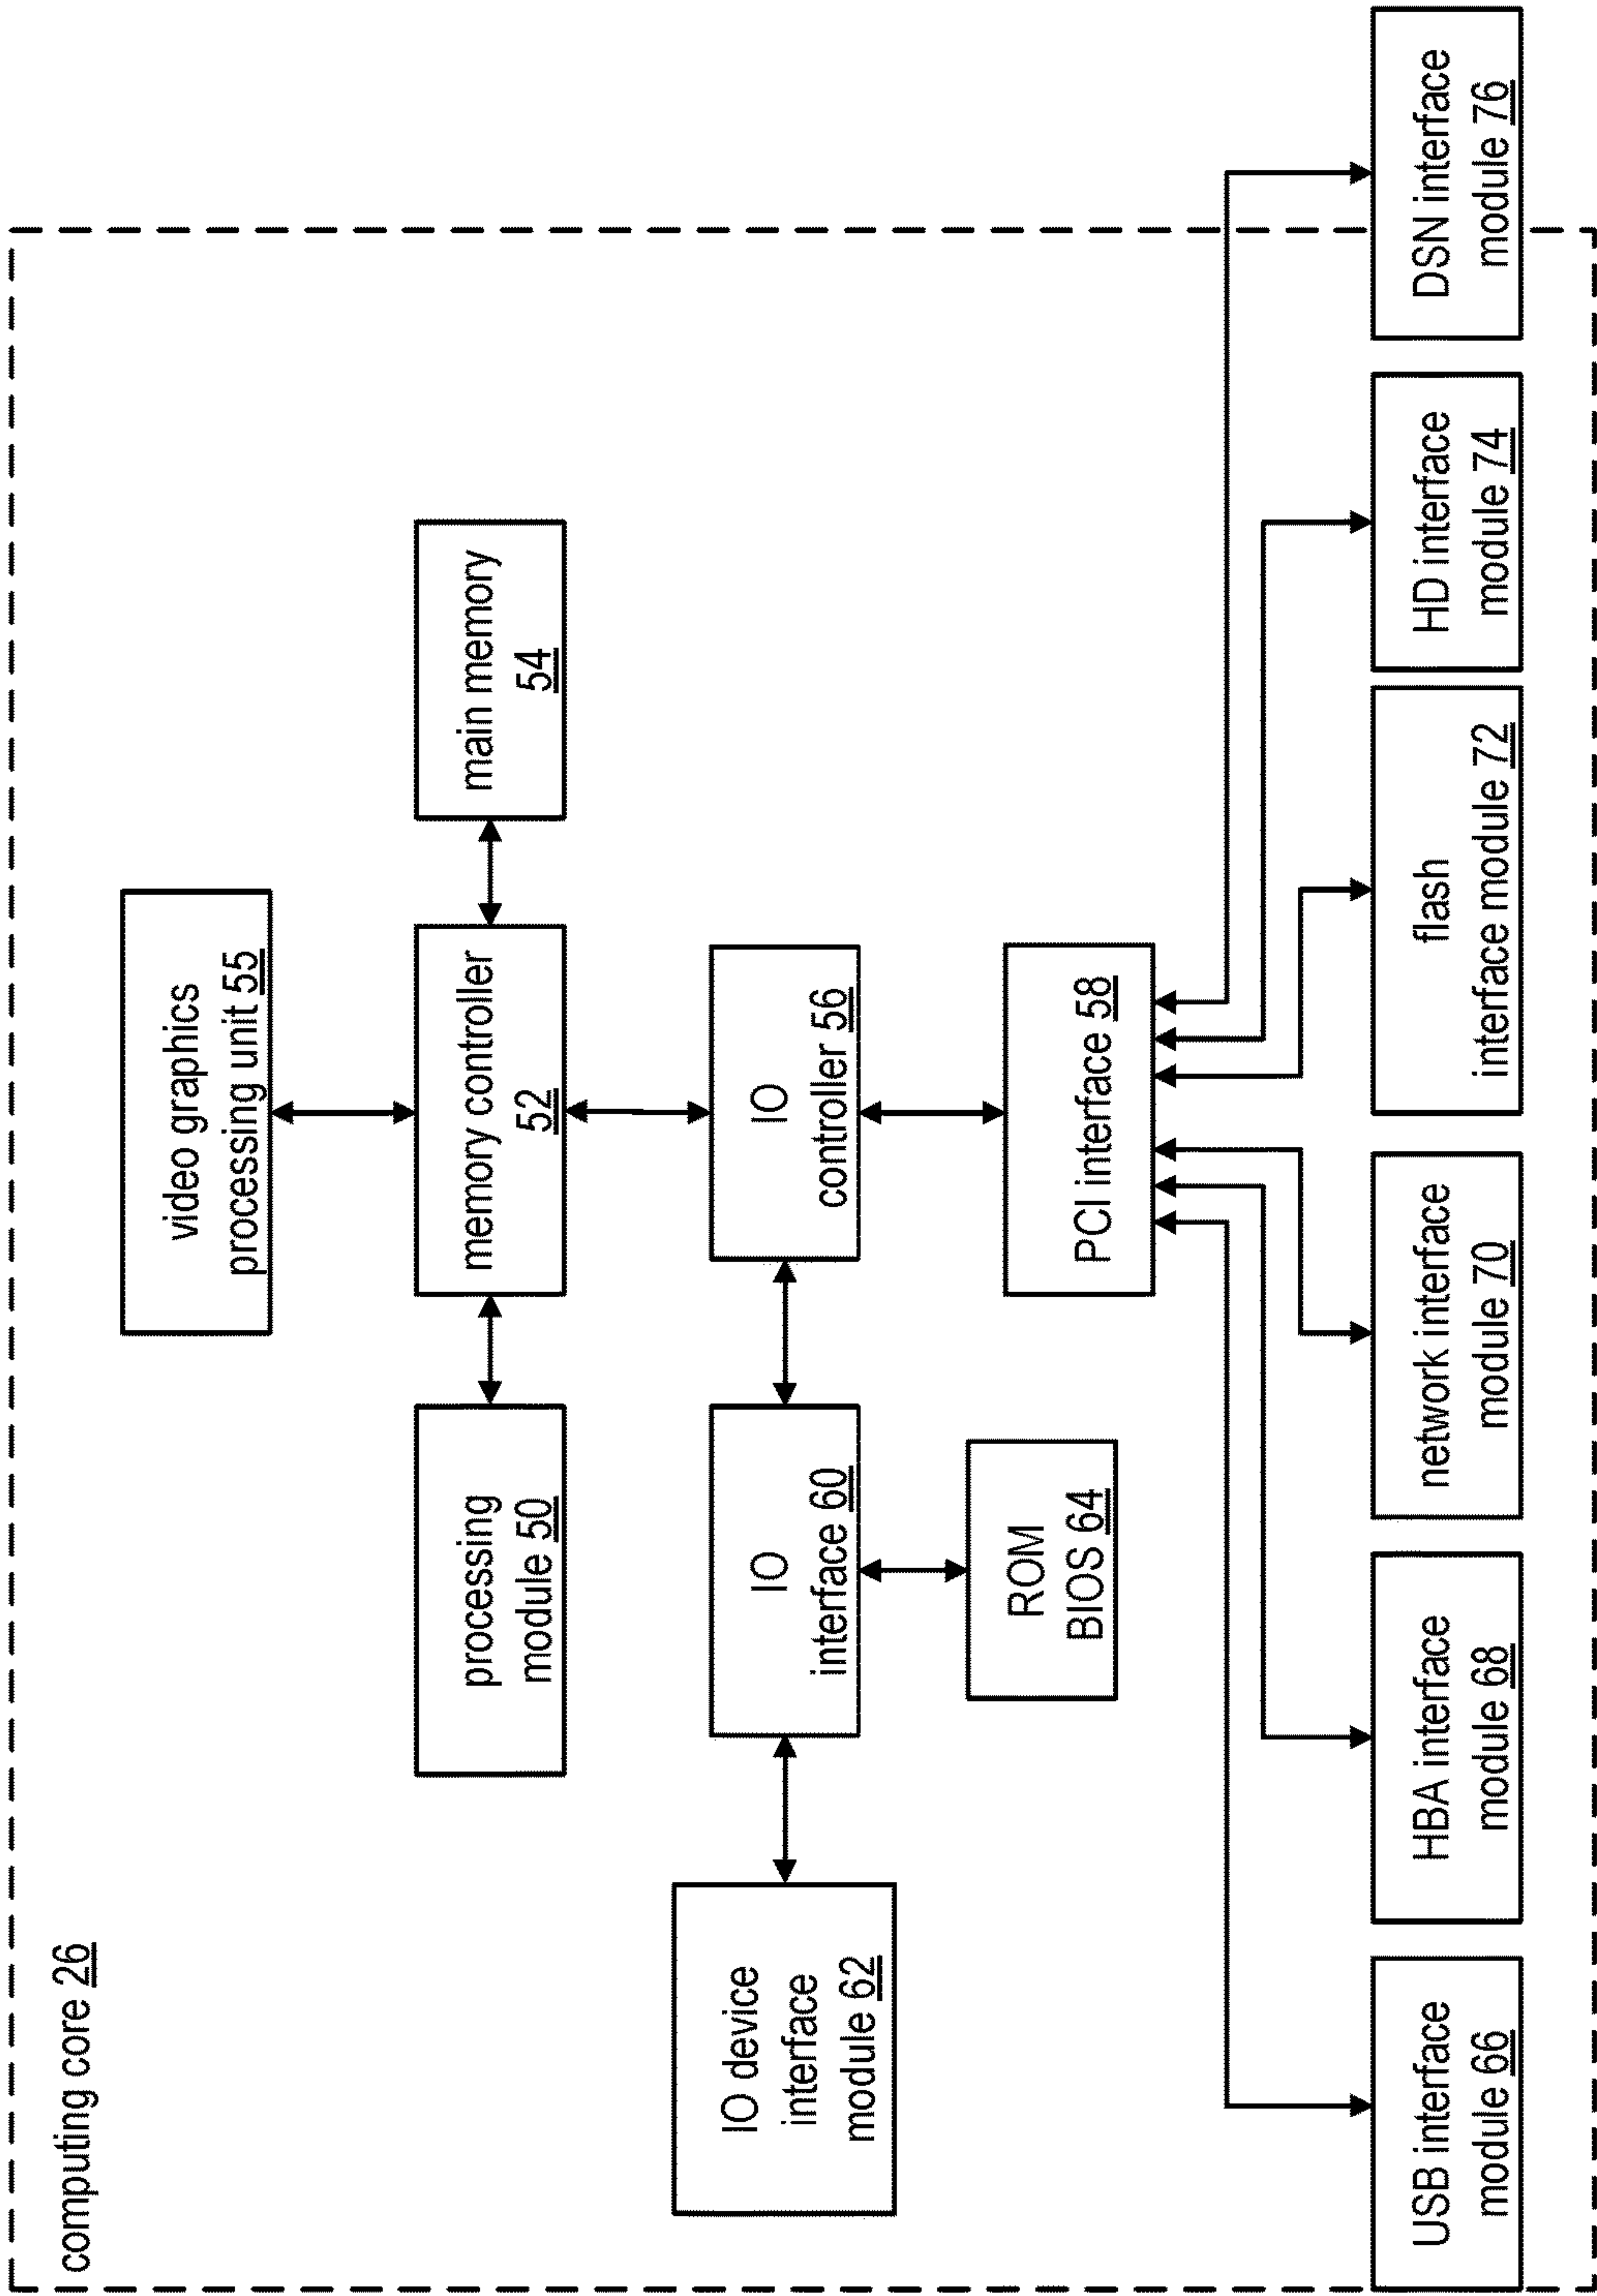 computing core 26
video graphics
processing unit 55
processing
module 50
memory controller
52
main memory
54
IO device
interface
module 62
IO
interface 60
IO
controller 56
ROM
BIOS 64
PCI interface 58
USB interface
module 66
HBA interface
module 68
network interface
module 70
flash
interface module 72
HD interface
module 74
DSN interface
module 76